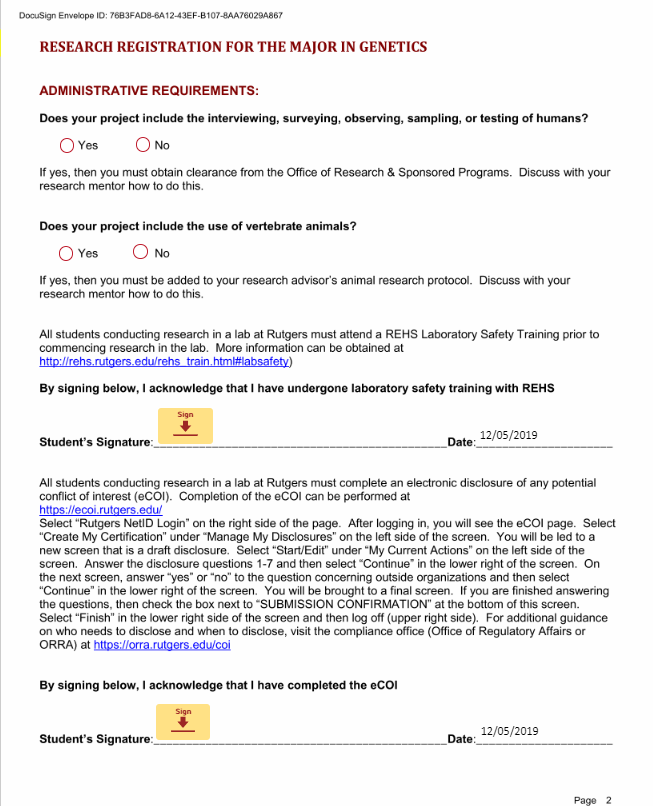 DocuSign Envelope ID: 76B3FAD8-6A12-43EF-B107-8AA76029A867
RESEARCH REGISTRATION FOR THE MAJOR IN GENETICS
ADMINISTRATIVE REQUIREMENTS:
Does your project include the interviewing, surveying, observing, sampling, or testing of humans?
Yes No
If yes, then you must obtain clearance from the Office of Research & Sponsored Programs. Discuss with your
research mentor how to do this.
Does your project include the use of vertebrate animals?
Yes No
If yes, then you must be added to your research advisor's animal research protocol. Discuss with your
research mentor how to do this.
All students conducting research in a lab at Rutgers must attend a REHS Laboratory Safety Training prior to
commencing research in the lab. More information can be obtained at
http://rehs.rutgers.edu/rehs_train.html#labsafety)
By signing below, I acknowledge that I have undergone laboratory safety training with REHS
Sign
Student's Signature:______________________________________________Date:_____________________ 12/05/2019
All students conducting research in a lab at Rutgers must complete an electronic disclosure of any potential
conflict of interest (eCOI). Completion of the eCOI can be performed at
https://ecoi.rutgers.edu/
Select "Rutgers NetID Login" on the right side of the page. After logging in, you will see the eCOI page. Select
"Create My Certification" under "Manage My Disclosures" on the left side of the screen. You will be led to a
new screen that is a draft disclosure. Select "Start/Edit" under "My Current Actions" on the left side of the
screen. Answer the disclosure questions 1-7 and then select "Continue" in the lower right of the screen. On
the next screen, answer "yes" or "no" to the question concerning outside organizations and then select
"Continue" in the lower right of the screen. You will be brought to a final screen. If you are finished answering
the questions, then check the box next to "SUBMISSION CONFIRMATION" at the bottom of this screen.
Select "Finish" in the lower right side of the screen and then log off (upper right side). For additional guidance
on who needs to disclose and when to disclose, visit the compliance office (Office of Regulatory Affairs or
ORRA) at https://orra.rutgers.edu/coi
By signing below, I acknowledge that I have completed the eCOI
Sign
Student's Signature:______________________________________________Date:_____________________ 12/05/2019
Page 2